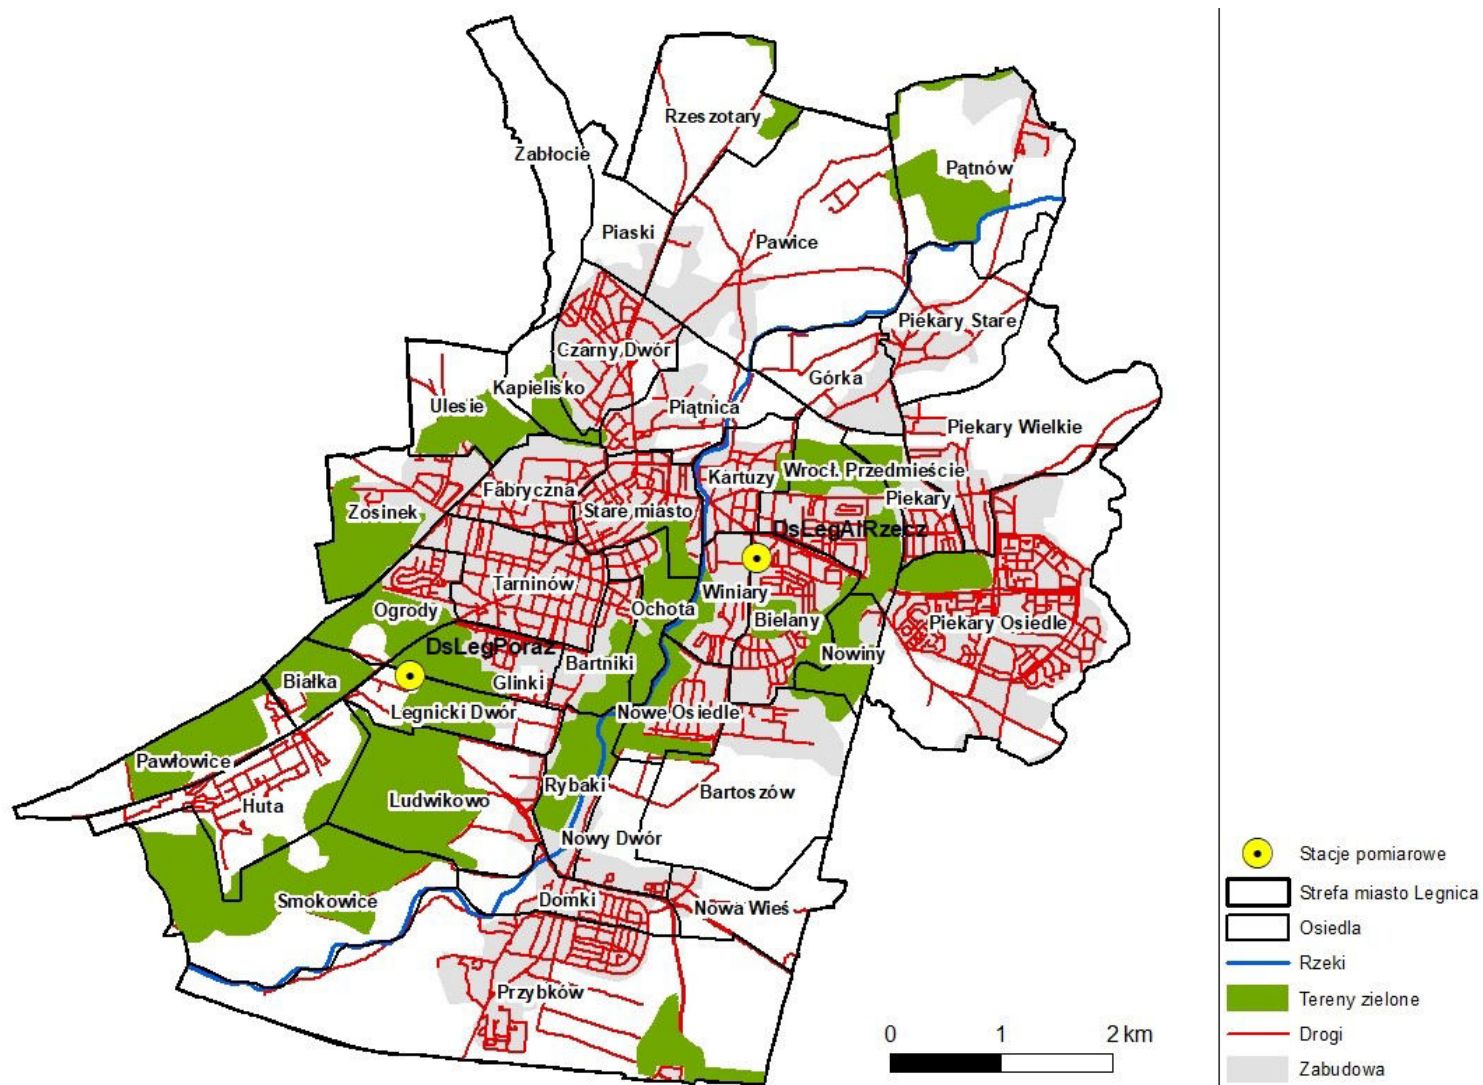 Rzeszotary
Zabłocie
Pątnów
Piaski
Pawice
Piekary Stare
Czarny Dwór
Górka
Kąpielisko
Ulesie
Piątnica
Piekary Wielkie
Wrocł. Przedmieście
Kartuzy
Fabryczna
Piekary
Zosinek
Stare miasto
DsLegAlRzecz
Tarninów
Winiary
Ogrody
Ochota
Bielany
Piekary Osiedle
DsLegPoraz
Nowiny
Bartniki
Białka
Glinki
Legnicki Dwór
Nowe Osiedle
Pawłowice
Rybaki
Bartoszów
Huta
Ludwikowo
Nowy Dwór
Smokowice
Domki
Nowa Wieś
Przybków
0 1 2 km
Stacje pomiarowe
Strefa miasto Legnica
Osiedla
Rzeki
Tereny zielone
Drogi
Zabudowa